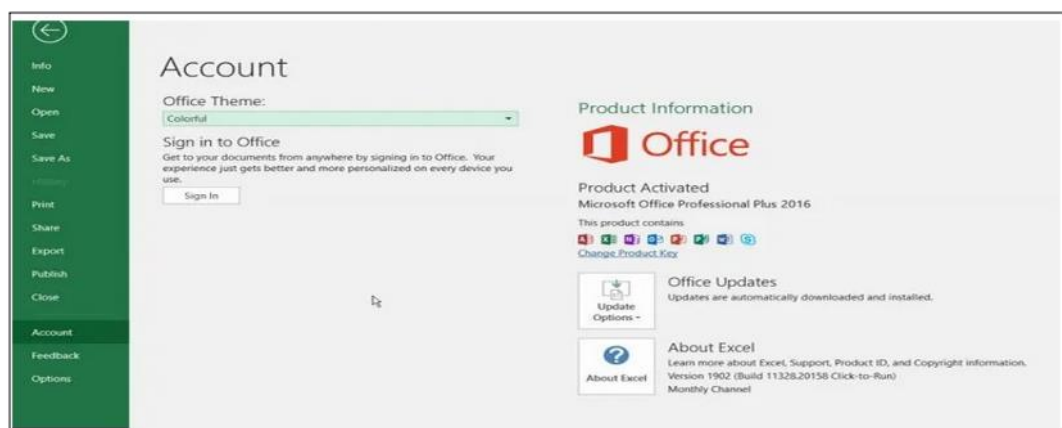 Info
New
Open
Save
Save As
History
Print
Share
Export
Publish
Close
Account
Feedback
Options
Account
Office Theme:
Colorful
Sign in to Office
Get to your documents from anywhere by signing in to Office. Your
experience just gets better and more personalized on every device you
use.
Sign In
Product Information
Office
Product Activated
Microsoft Office Professional Plus 2016
This product contains
Change Product Key
Update
Options
Office Updates
Updates are automatically downloaded and installed.
About Excel
About Excel
Learn more about Excel, Support, Product ID, and Copyright information.
Version 1902 (Build 11328.20158 Click-to-Run)
Monthly Channel